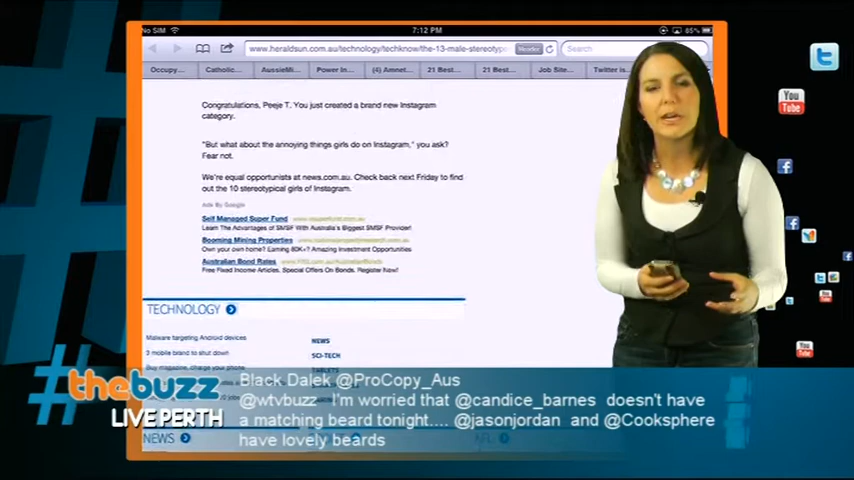 No SIM
7:12 PM
85%
www.heraldsun.com.au/technology/techknow/the-13-male-stereotyp
Reader
Search
Occupy...
Catholic...
AussieMi...
Power In...
(4) Amnet...
21 Best...
21 Best...
Job Site...
Twitter is
Congratulations, Peeje T. You just created a brand new Instagram
category.
"But what about the annoying things girls do on Instagram," you ask?
Fear not.
We're equal opportunists at news.com.au. Check back next Friday to find
out the 10 stereotypical girls of Instagram.
Ads By Google
Self Managed Super Fund
Learn The Advantages of SMSF With Australia's Biggest SMSF Provider!
Booming Mining Properties
Own your own home? Earning 80K+? Amazing Investment Opportunities
Australian Bond Rates
Free Fixed Income Articles. Special Offers On Bonds. Register Now!
TECHNOLOGY
Malware targeting Android devices
3 mobile brand to shut down
Buy magazine, charge your phone
NEWS
SCI-TECH
TABLETS
You
Tube
#thebuzz
LIVE PERTH
Black Dalek @ProCopy_Aus
@wtvbuzz I'm worried that @candice_barnes doesn't have
a matching beard tonight.... @jasonjordan and @Cooksphere
have lovely beards
NEWS
NFL